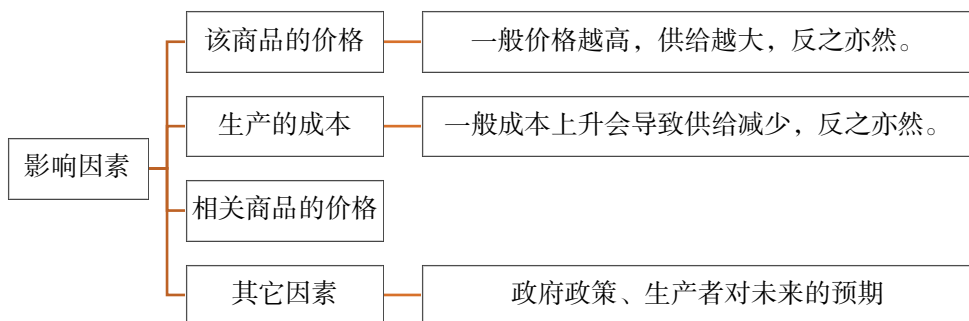 该商品的价格
一般价格越高，供给越大，反之亦然。
生产的成本
一般成本上升会导致供给减少，反之亦然。
影响因素
相关商品的价格
其它因素
政府政策、生产者对未来的预期